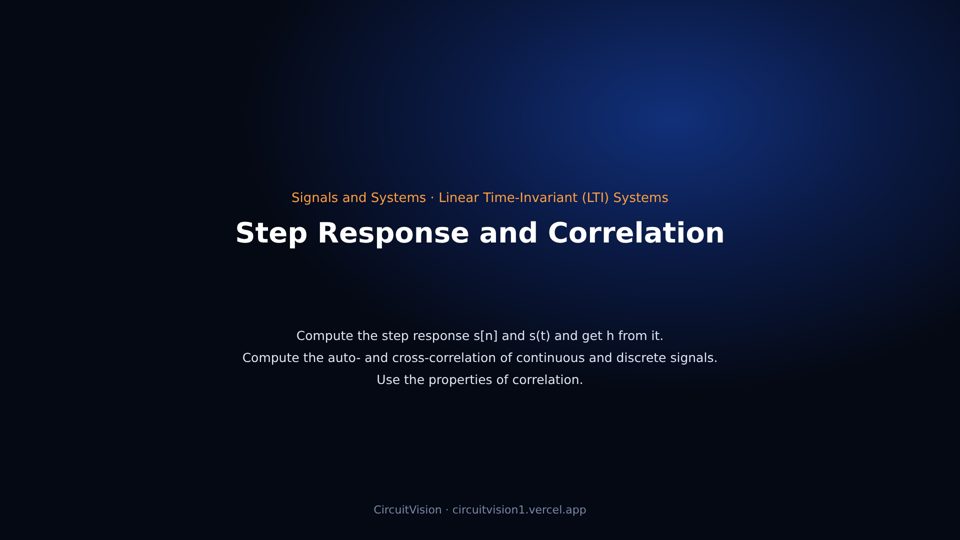 Signals and Systems · Linear Time-Invariant (LTI) Systems
Step Response and Correlation
Compute the step response s[n] and s(t) and get h from it.
Compute the auto- and cross-correlation of continuous and discrete signals.
Use the properties of correlation.
CircuitVision · circuitvision1.vercel.app